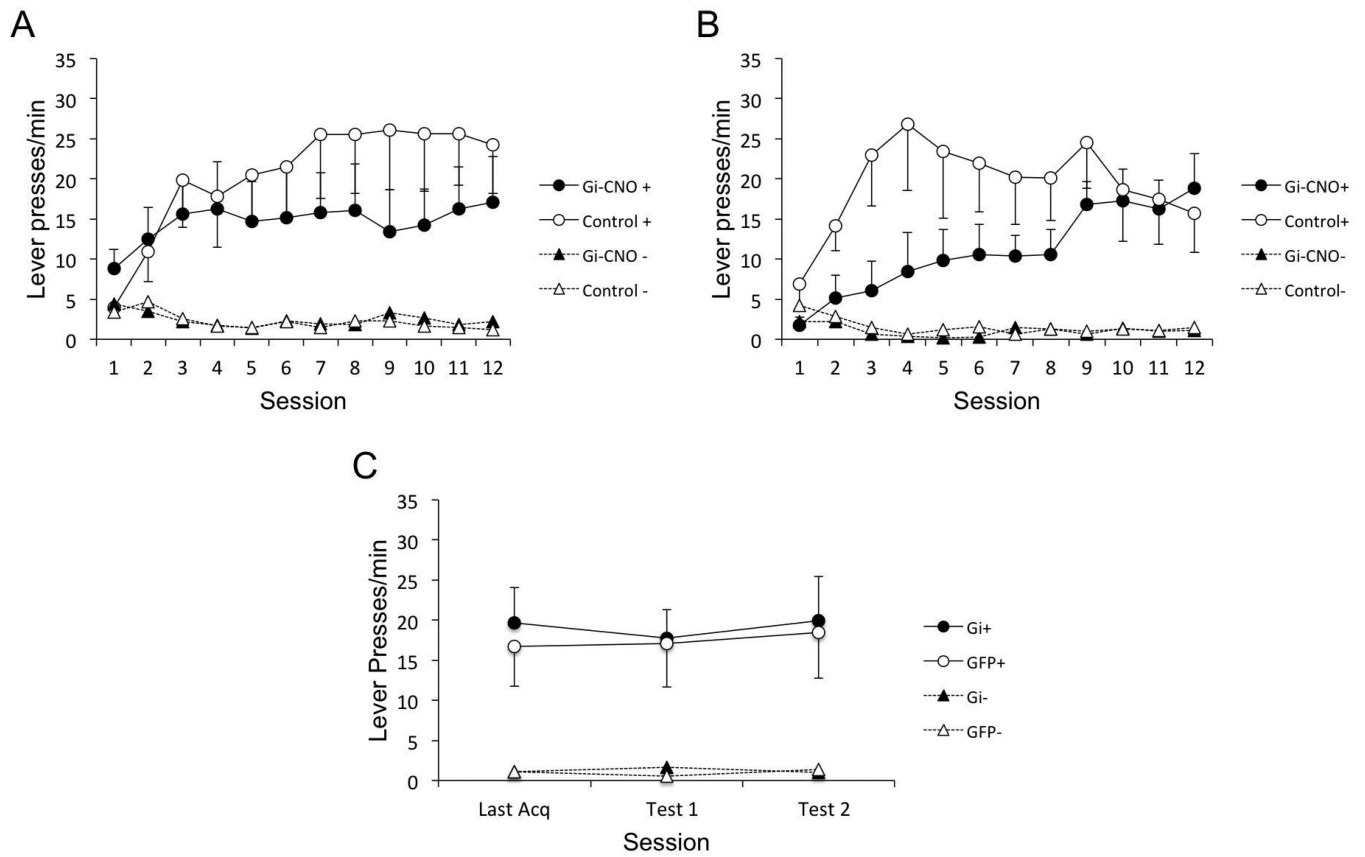 A
35
30
25
20
15
10
5
0
Lever presses/min
1 2 3 4 5 6 7 8 9 10 11 12
Session
Gi-CNO +
Control +
Gi-CNO -
Control -
B
35
30
25
20
15
10
5
0
Lever presses/min
1 2 3 4 5 6 7 8 9 10 11 12
Session
Gi-CNO+
Control+
Gi-CNO-
Control-
C
35
30
25
20
15
10
5
0
Lever Presses/min
Last Acq Test 1 Test 2
Session
Gi+
GFP+
Gi-
GFP-